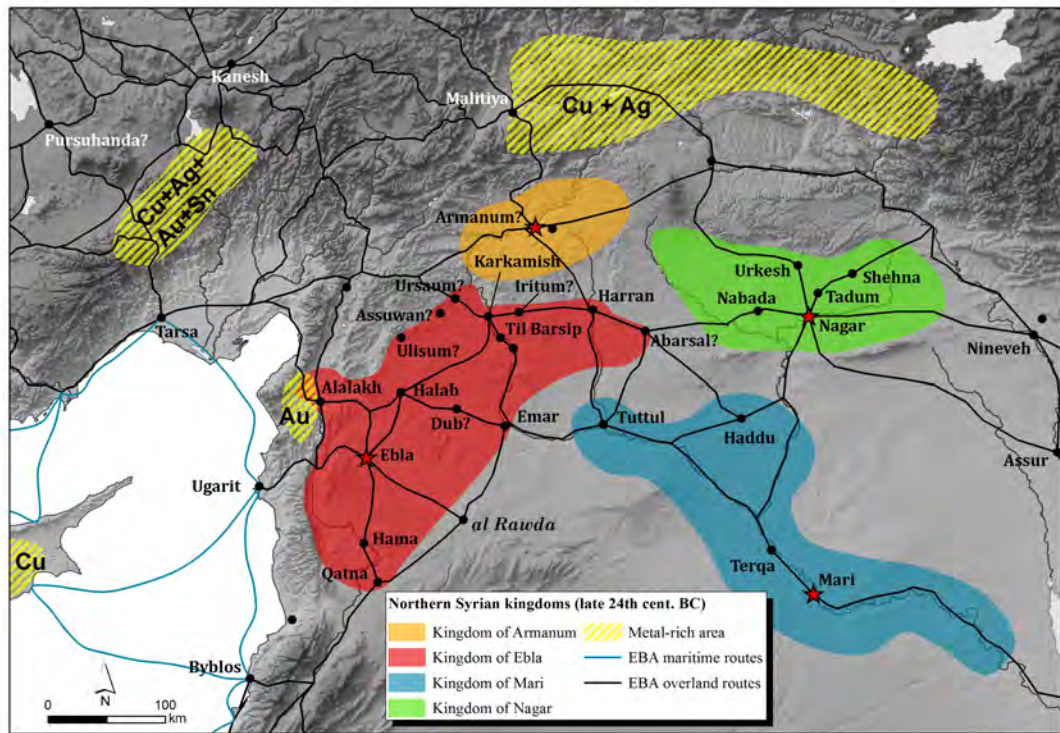 Kanesh
Malitiya
Cu + Ag
Pursuhanda?
Cu+Ag+
Au+Sn
Armanum?
Karkamish
Urkesh
Shehna
Ursaum?
Iritum?
Harran
Nabada
Tadum
Assuwan?
Til Barsip
Nagar
Tarsa
Abarsal?
Nineveh
Ulisum?
Alalakh
Halab
Au
Dub?
Emar
Tuttul
Haddu
Ebla
Assur
Ugarit
al Rawda
Hama
Cu
Terqa
Mari
Qatna
Northern Syrian kingdoms (late 24th cent. BC)
Kingdom of Armanum
Metal-rich area
Kingdom of Ebla
EBA maritime routes
Kingdom of Mari
EBA overland routes
Kingdom of Nagar
Byblos
N
0 100
km